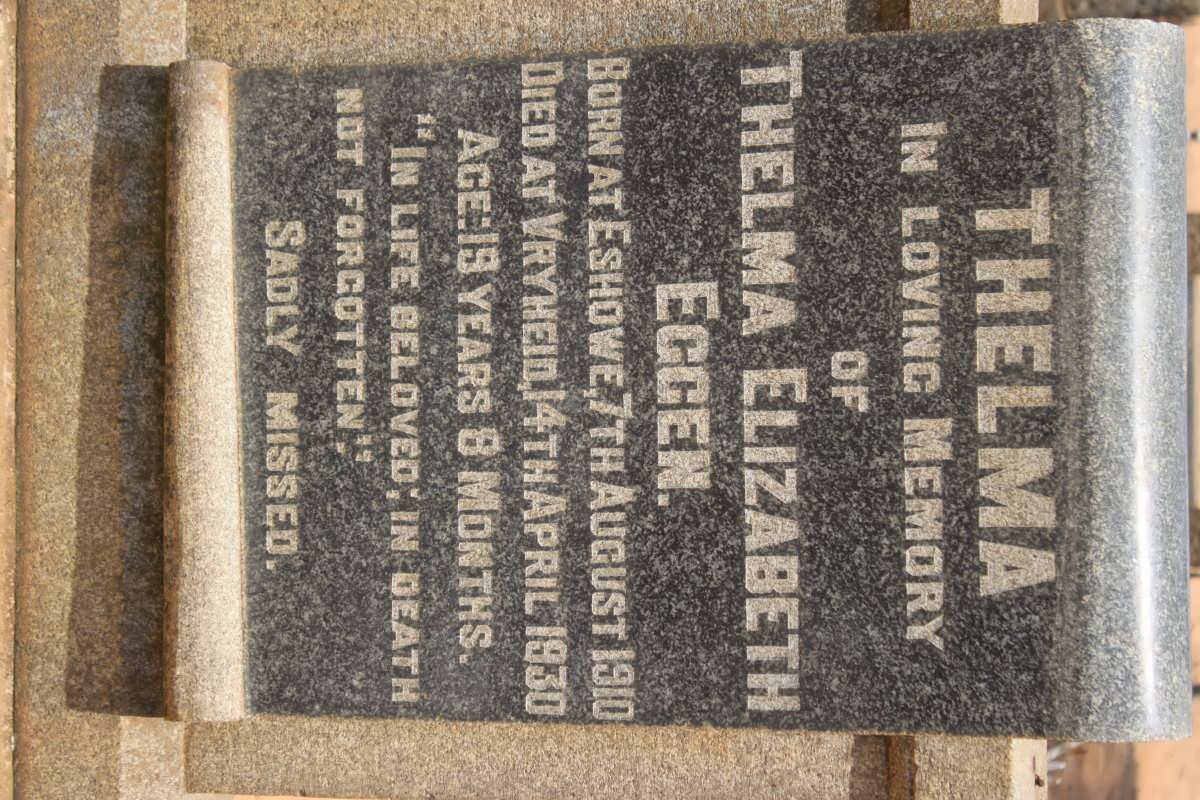 THELMA
IN LOVING MEMORY
OF
THELMA ELIZABETH
EGGEN.
BORN AT ESHOWE, 7TH AUGUST 1910
DIED AT VRYHEID, 14TH APRIL 1930
AGE 19 YEARS 8 MONTHS.
"IN LIFE BELOVED; IN DEATH
NOT FORGOTTEN,"
SADLY MISSED.